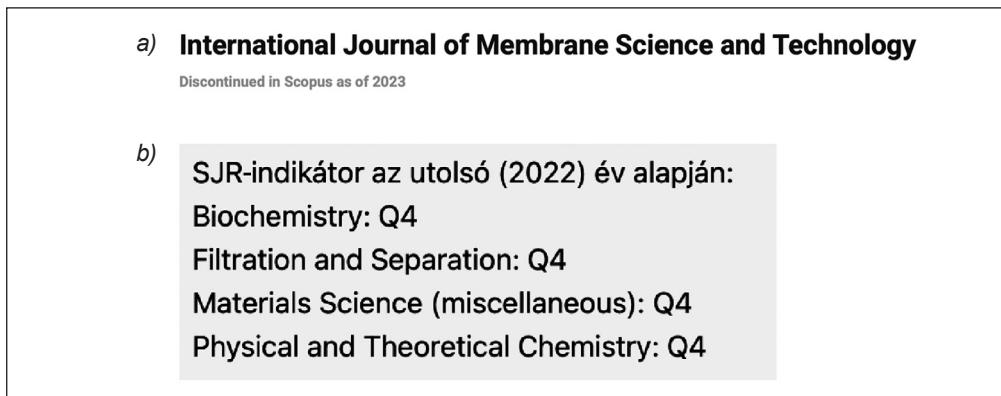 a) International Journal of Membrane Science and Technology
Discontinued in Scopus as of 2023
b)
SJR-indikátor az utolsó (2022) év alapján:
Biochemistry: Q4
Filtration and Separation: Q4
Materials Science (miscellaneous): Q4
Physical and Theoretical Chemistry: Q4